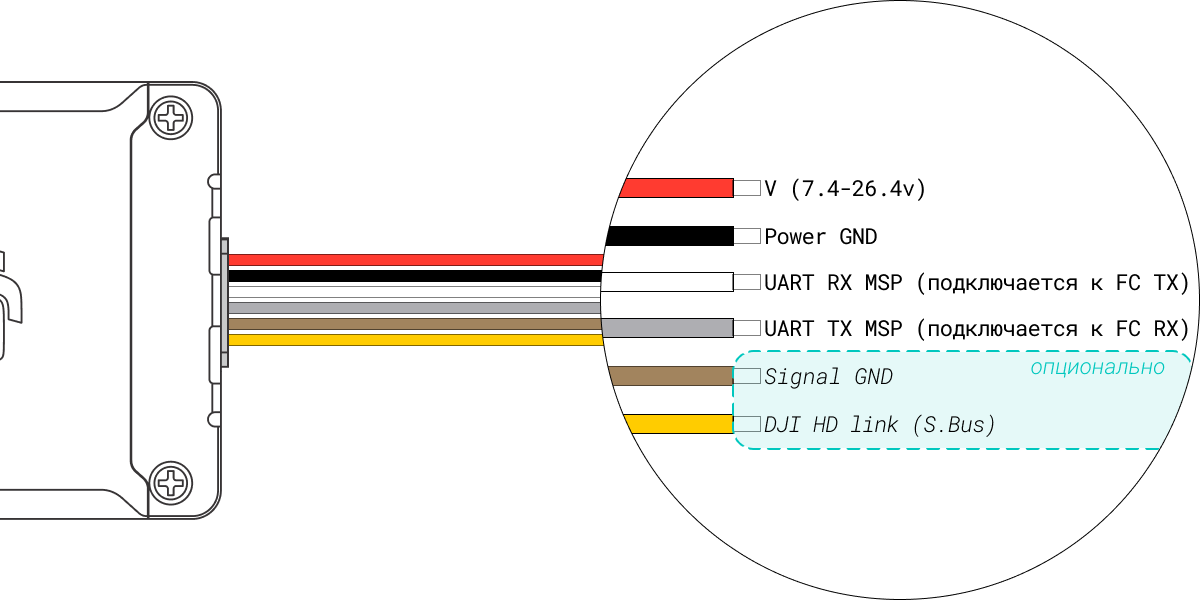 V (7.4-26.4v)
Power GND
UART RX MSP (подключается к FC TX)
UART TX MSP (подключается к FC RX)
опционально
Signal GND
DJI HD link (S.Bus)